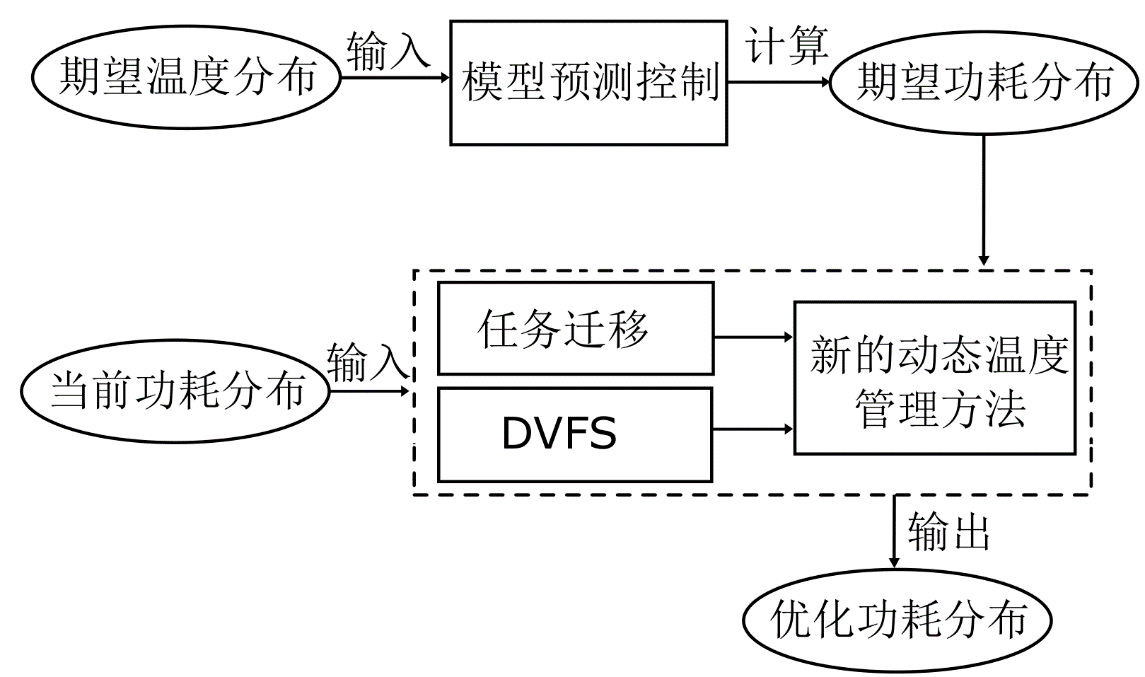 期望温度分布
输入
模型预测控制
计算
期望功耗分布
当前功耗分布
输入
任务迁移
DVFS
新的动态温度
管理方法
输出
优化功耗分布